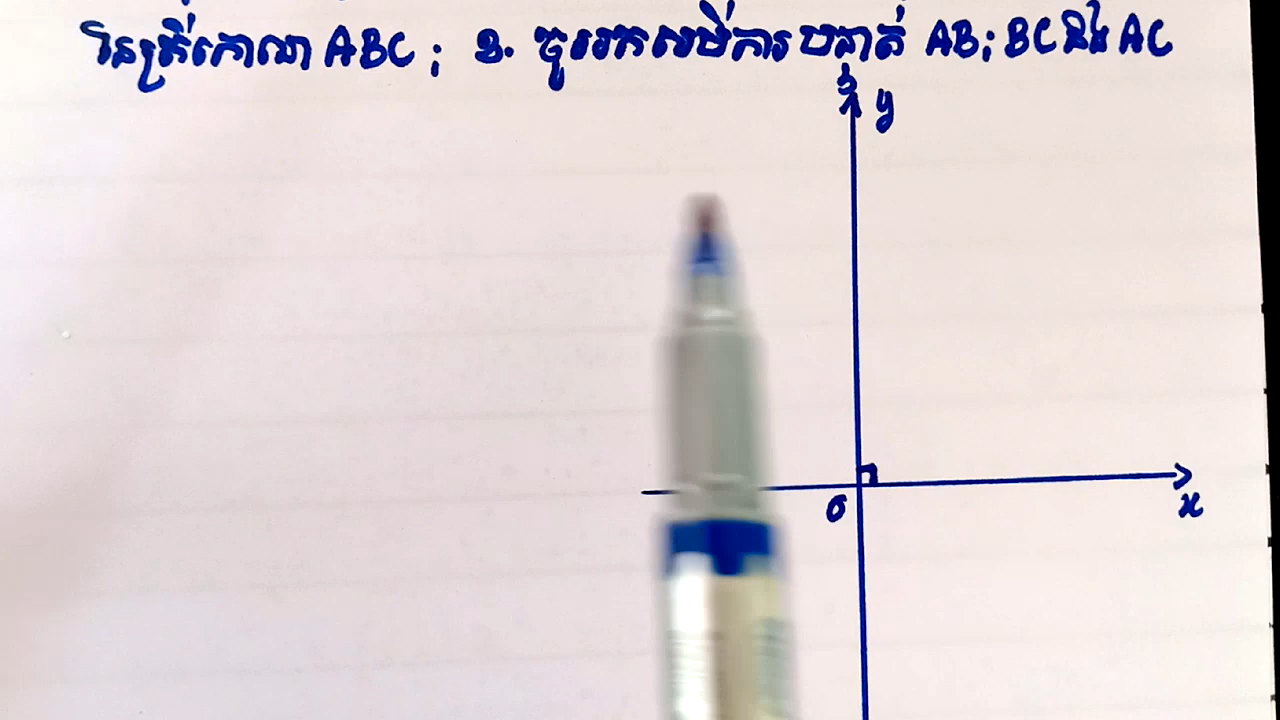 នៃត្រីកោណ ABC ; ខ. ចូររកសមីការបន្ទាត់ AB ; BC និង AC
y
o
x